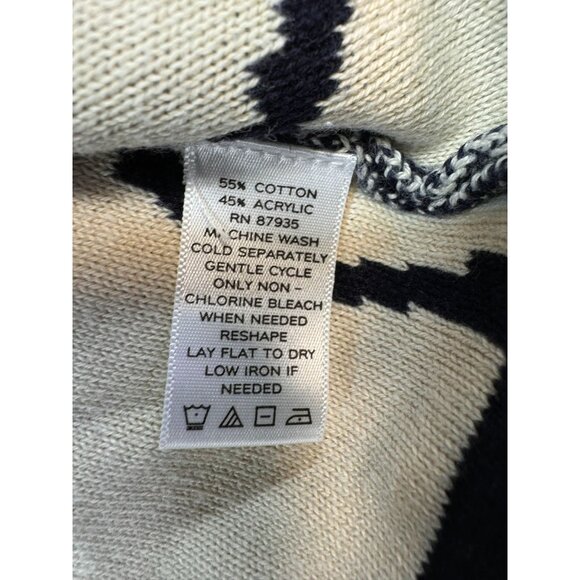 55% COTTON
45% ACRYLIC
RN 87935
MACHINE WASH
COLD SEPARATELY
GENTLE CYCLE
ONLY NON -
CHLORINE BLEACH
WHEN NEEDED
RESHAPE
LAY FLAT TO DRY
LOW IRON IF
NEEDED